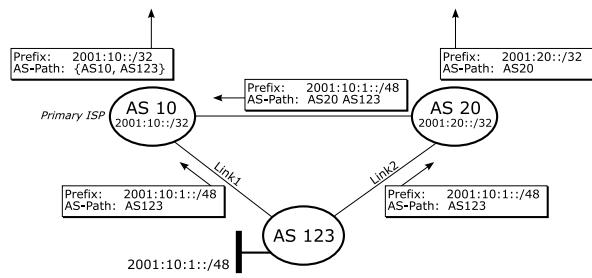 Prefix: 2001:10::/32
AS-Path: {AS10, AS123}
Prefix: 2001:20::/32
AS-Path: AS20
Prefix: 2001:10:1::/48
AS-Path: AS20 AS123
Primary ISP
AS 10
2001:10::/32
AS 20
2001:20::/32
Link1
Link2
Prefix: 2001:10:1::/48
AS-Path: AS123
Prefix: 2001:10:1::/48
AS-Path: AS123
AS 123
2001:10:1::/48